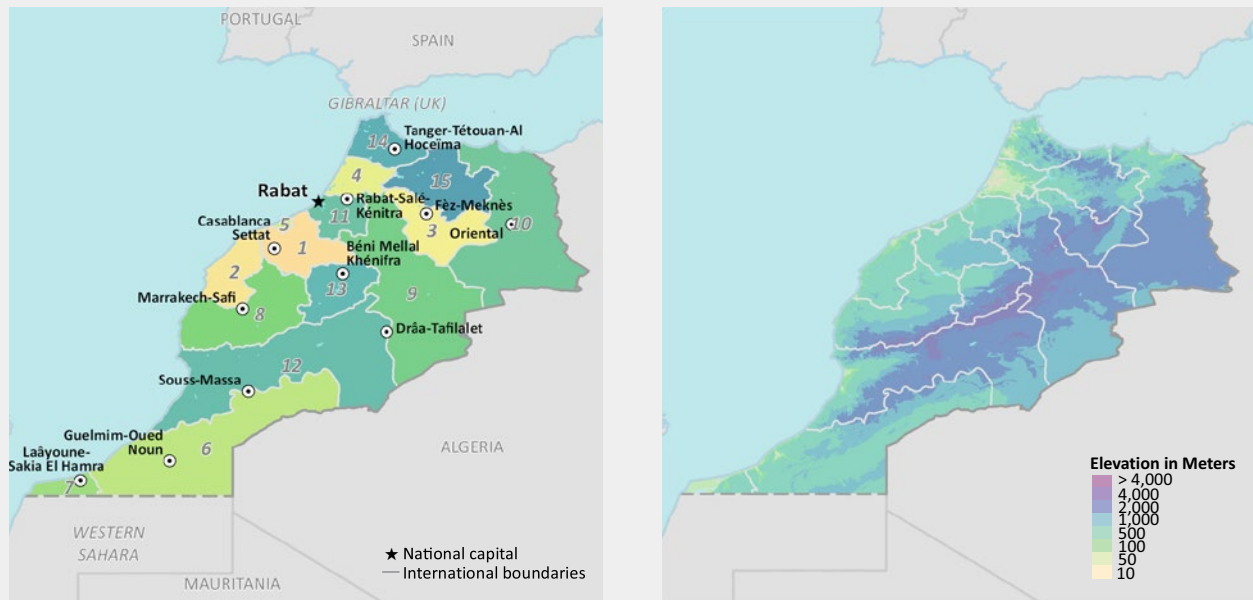 PORTUGAL
SPAIN
GIBRALTAR (UK)
Tanger-Tétouan-Al
Hoceïma
14
15
4
Rabat
Rabat-Salé-
Kénitra
Fèz-Meknès
11
10
Casablanca
Settat
5
3
Oriental
1
Béni Mellal
Khénifra
2
13
9
Marrakech-Safi
8
Drâa-Tafilalet
12
Souss-Massa
Guelmim-Oued
Noun
6
Laâyoune-
Sakia El Hamra
7
ALGERIA
WESTERN
SAHARA
MAURITANIA
National capital
International boundaries
Elevation in Meters
> 4,000
4,000
2,000
1,000
500
100
50
10